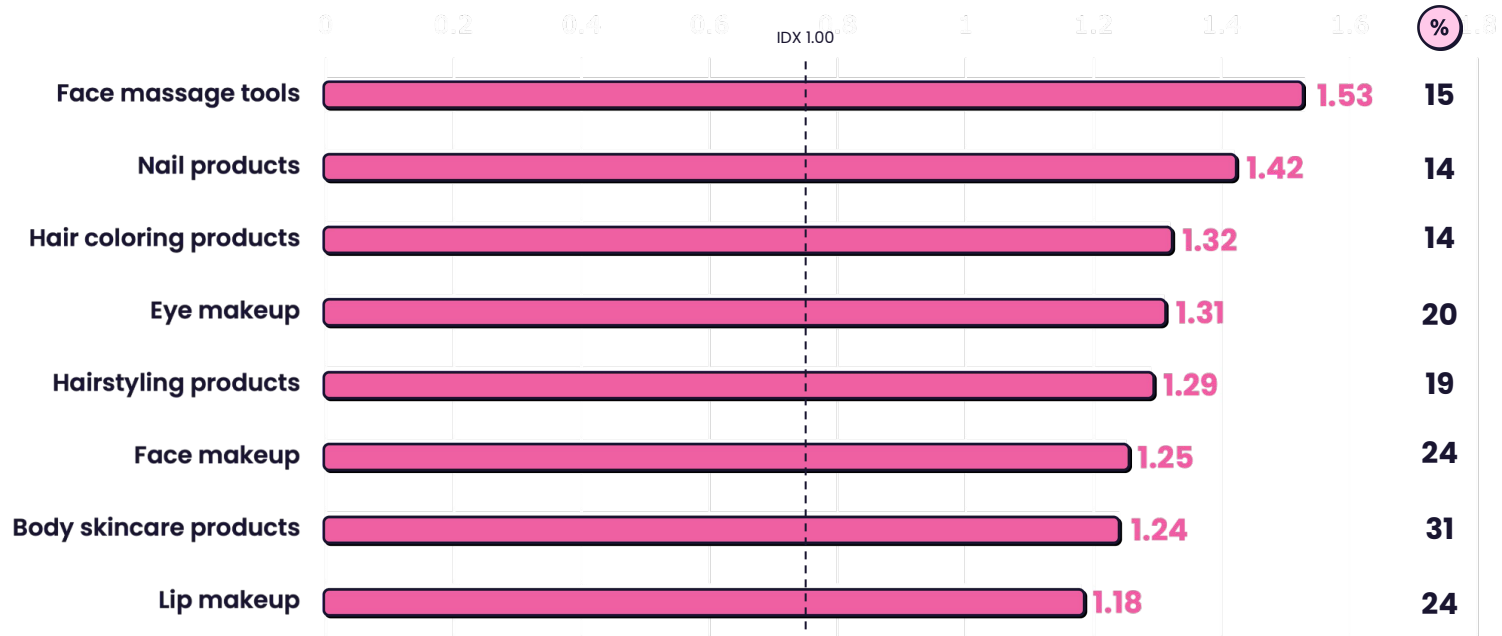 0 0.2 0.4 0.6 0.8 1 1.2 1.4 1.6 1.8
%
IDX 1.00
Face massage tools 1.53 15
Nail products 1.42 14
Hair coloring products 1.32 14
Eye makeup 1.31 20
Hairstyling products 1.29 19
Face makeup 1.25 24
Body skincare products 1.24 31
Lip makeup 1.18 24